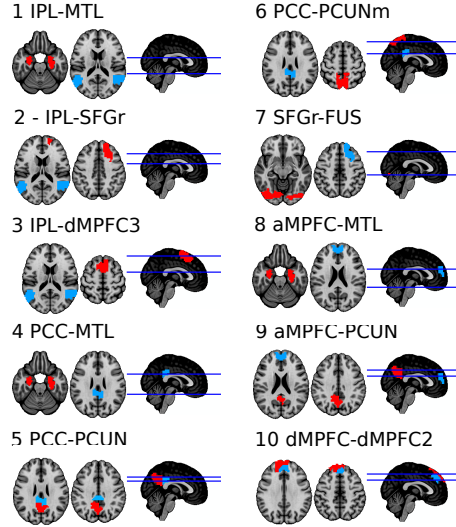 1 IPL-MTL
2 - IPL-SFGr
3 IPL-dMPFC3
4 PCC-MTL
5 PCC-PCUN
6 PCC-PCUNm
7 SFGr-FUS
8 aMPFC-MTL
9 aMPFC-PCUN
10 dMPFC-dMPFC2